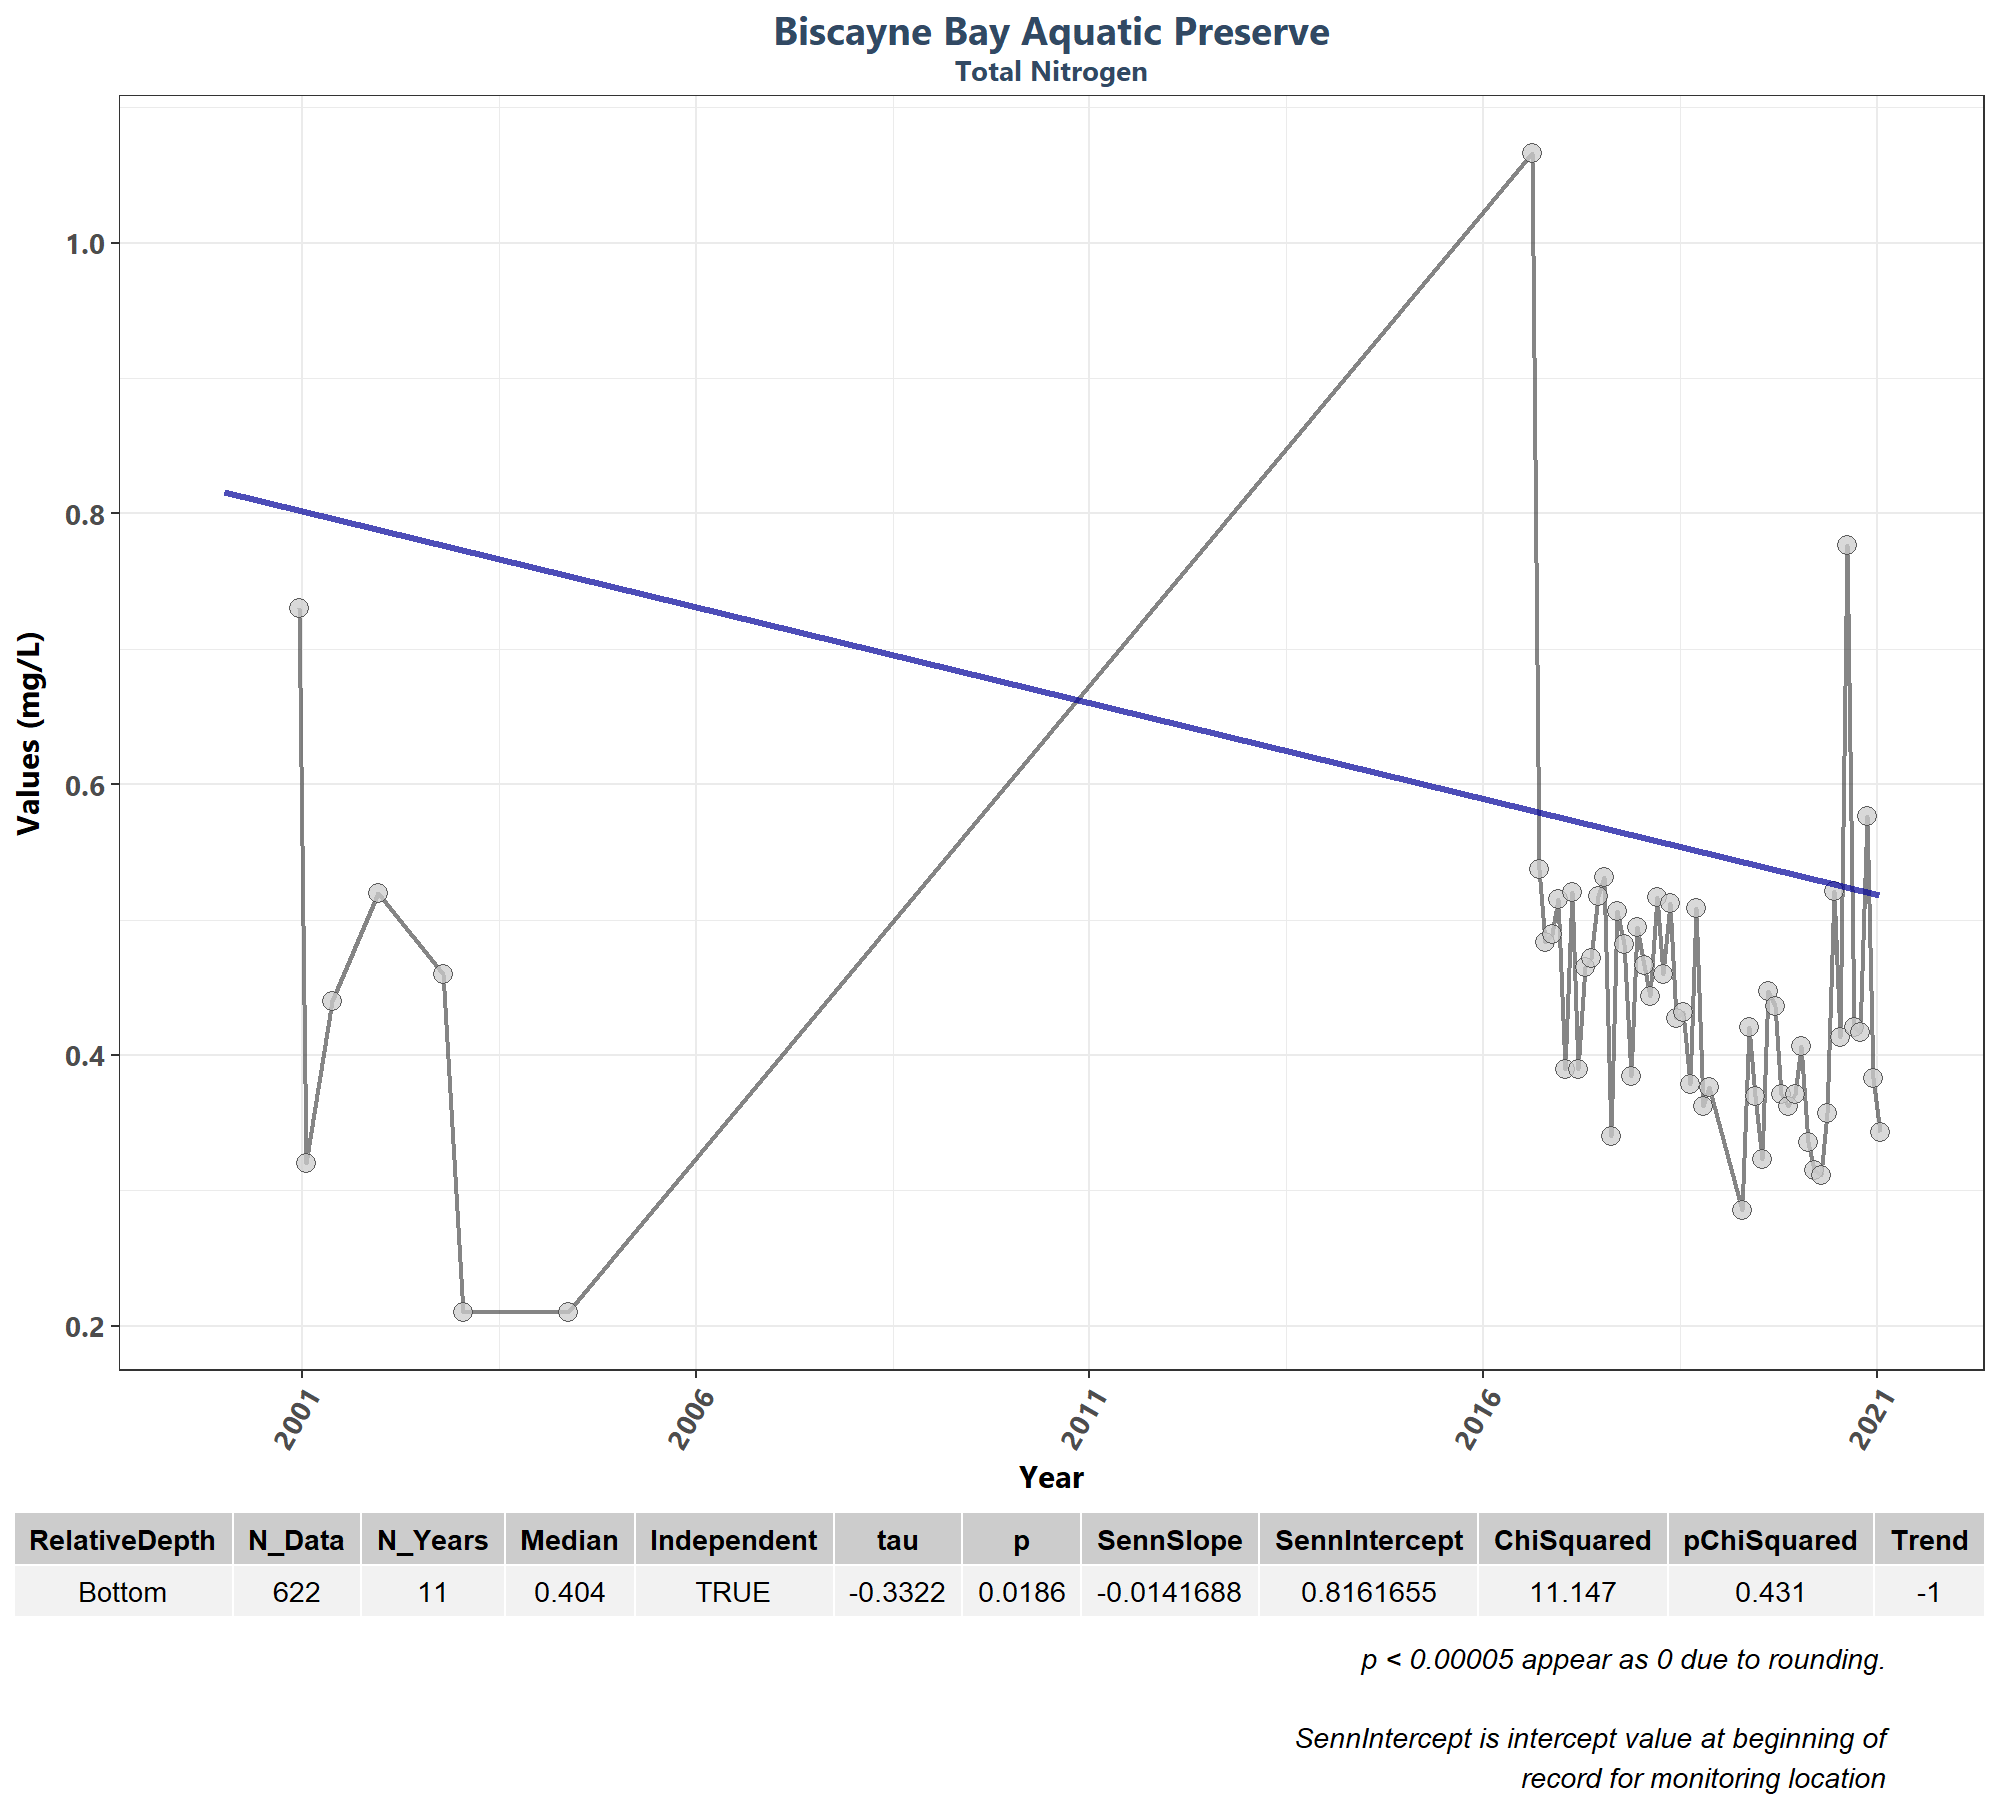 Biscayne Bay Aquatic Preserve
Total Nitrogen
Values (mg/L)
1.0
0.8
0.6
0.4
0.2
2001 2006 2011 2016 2021
Year
RelativeDepth N_Data N_Years Median Independent tau p SennSlope SennIntercept ChiSquared pChiSquared Trend
Bottom 622 11 0.404 TRUE -0.3322 0.0186 -0.0141688 0.8161655 11.147 0.431 -1
p < 0.00005 appear as 0 due to rounding.
SennIntercept is intercept value at beginning of
record for monitoring location